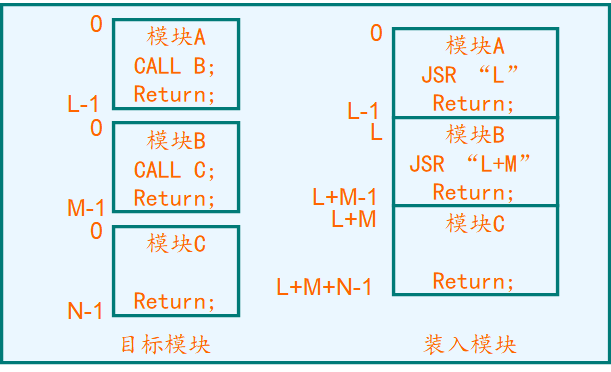 0
模块A
CALL B;
Return;
L-1
0
模块B
CALL C;
Return;
M-1
0
模块C
Return;
N-1
目标模块
0
模块A
JSR “L”
Return;
L-1
L
模块B
JSR “L+M”
Return;
L+M-1
L+M
模块C
Return;
L+M+N-1
装入模块